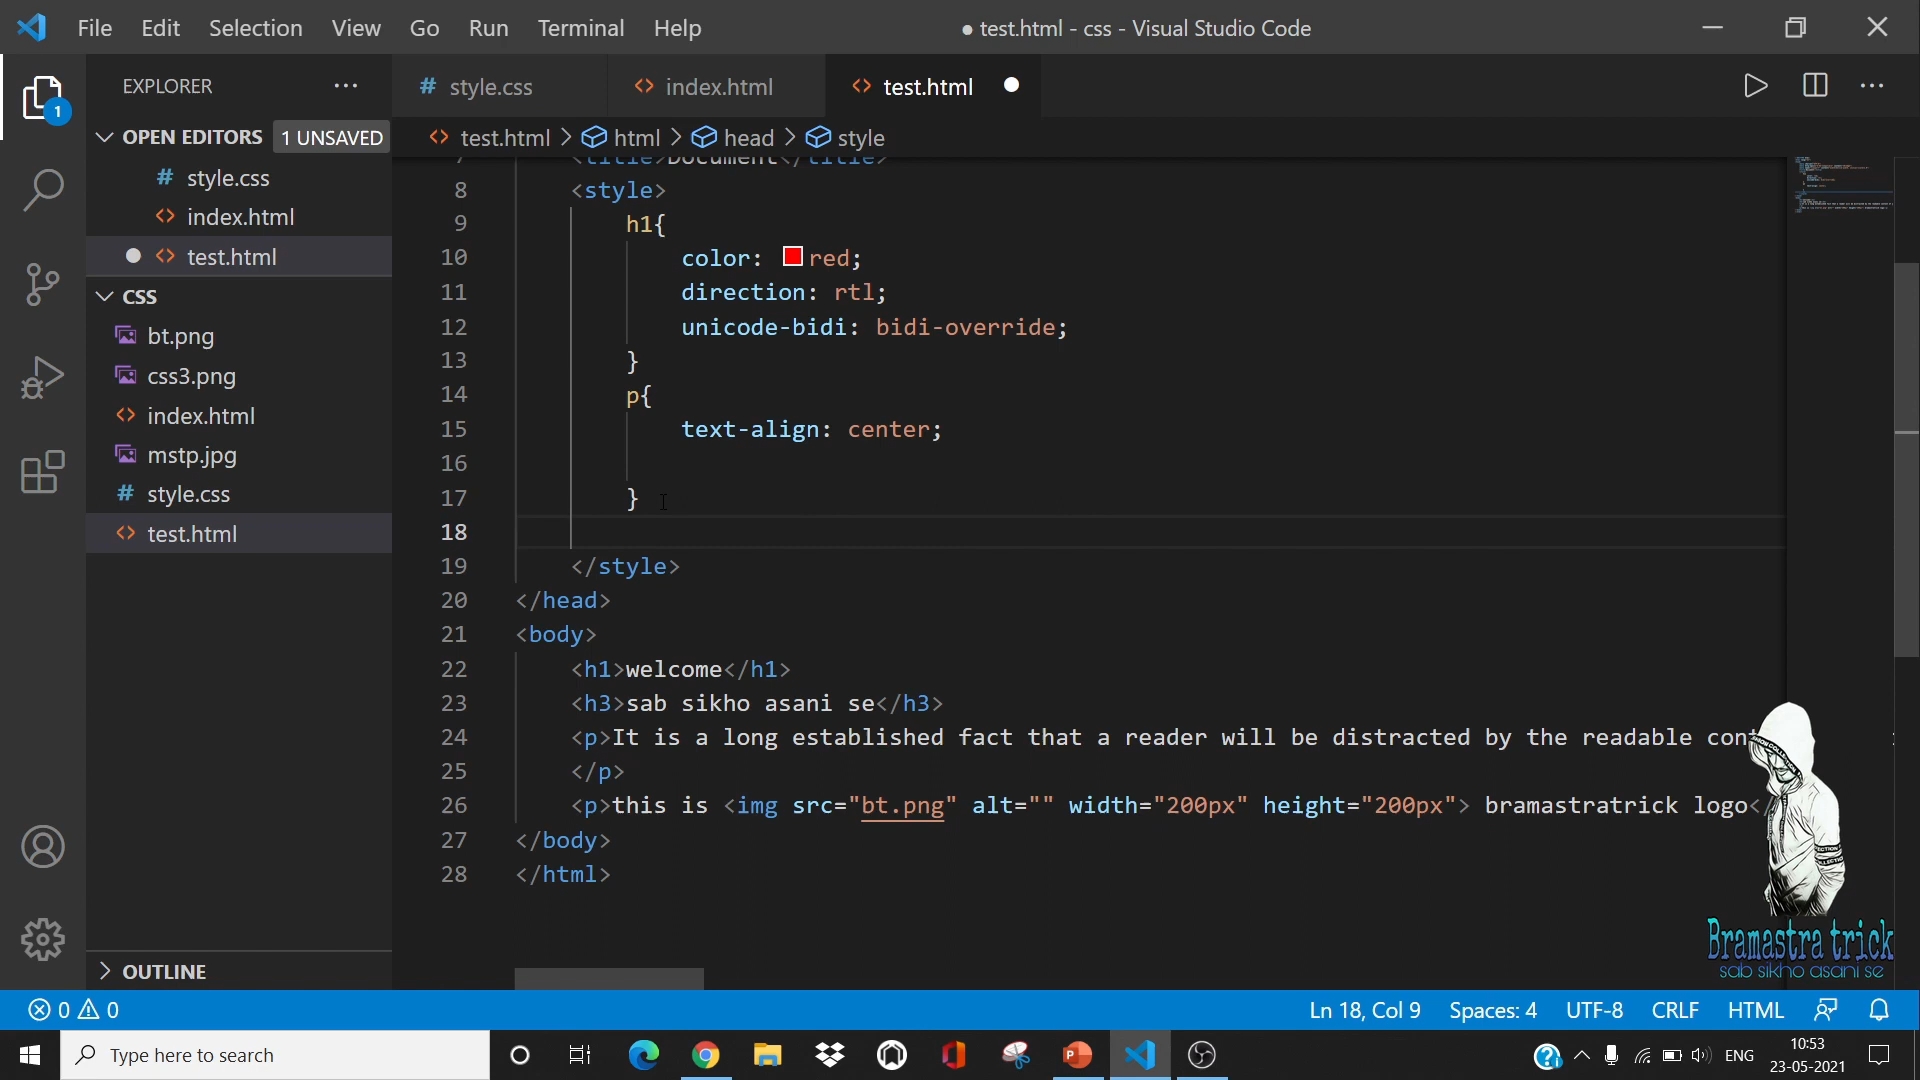 File Edit Selection View Go Run Terminal Help
● test.html - css - Visual Studio Code
EXPLORER
# style.css
<> index.html
<> test.html
OPEN EDITORS 1 UNSAVED
test.html > html > head > style
# style.css
<> index.html
<> test.html
CSS
bt.png
css3.png
<> index.html
mstp.jpg
# style.css
<> test.html
OUTLINE
7 <title>Document</title>
8 <style>
9 h1{
10 color: red;
11 direction: rtl;
12 unicode-bidi: bidi-override;
13 }
14 p{
15 text-align: center;
16
17 }
18
19 </style>
20 </head>
21 <body>
22 <h1>welcome</h1>
23 <h3>sab sikho asani se</h3>
24 <p>It is a long established fact that a reader will be distracted by the readable
25 </p>
26 <p>this is <img src="bt.png" alt="" width="200px" height="200px"> bramastratrick logo</
27 </body>
28 </html>
Bramastra trick
sab sikho asani se
0 0
Ln 18, Col 9 Spaces: 4 UTF-8 CRLF HTML
Type here to search
ENG
10:53
23-05-2021
1